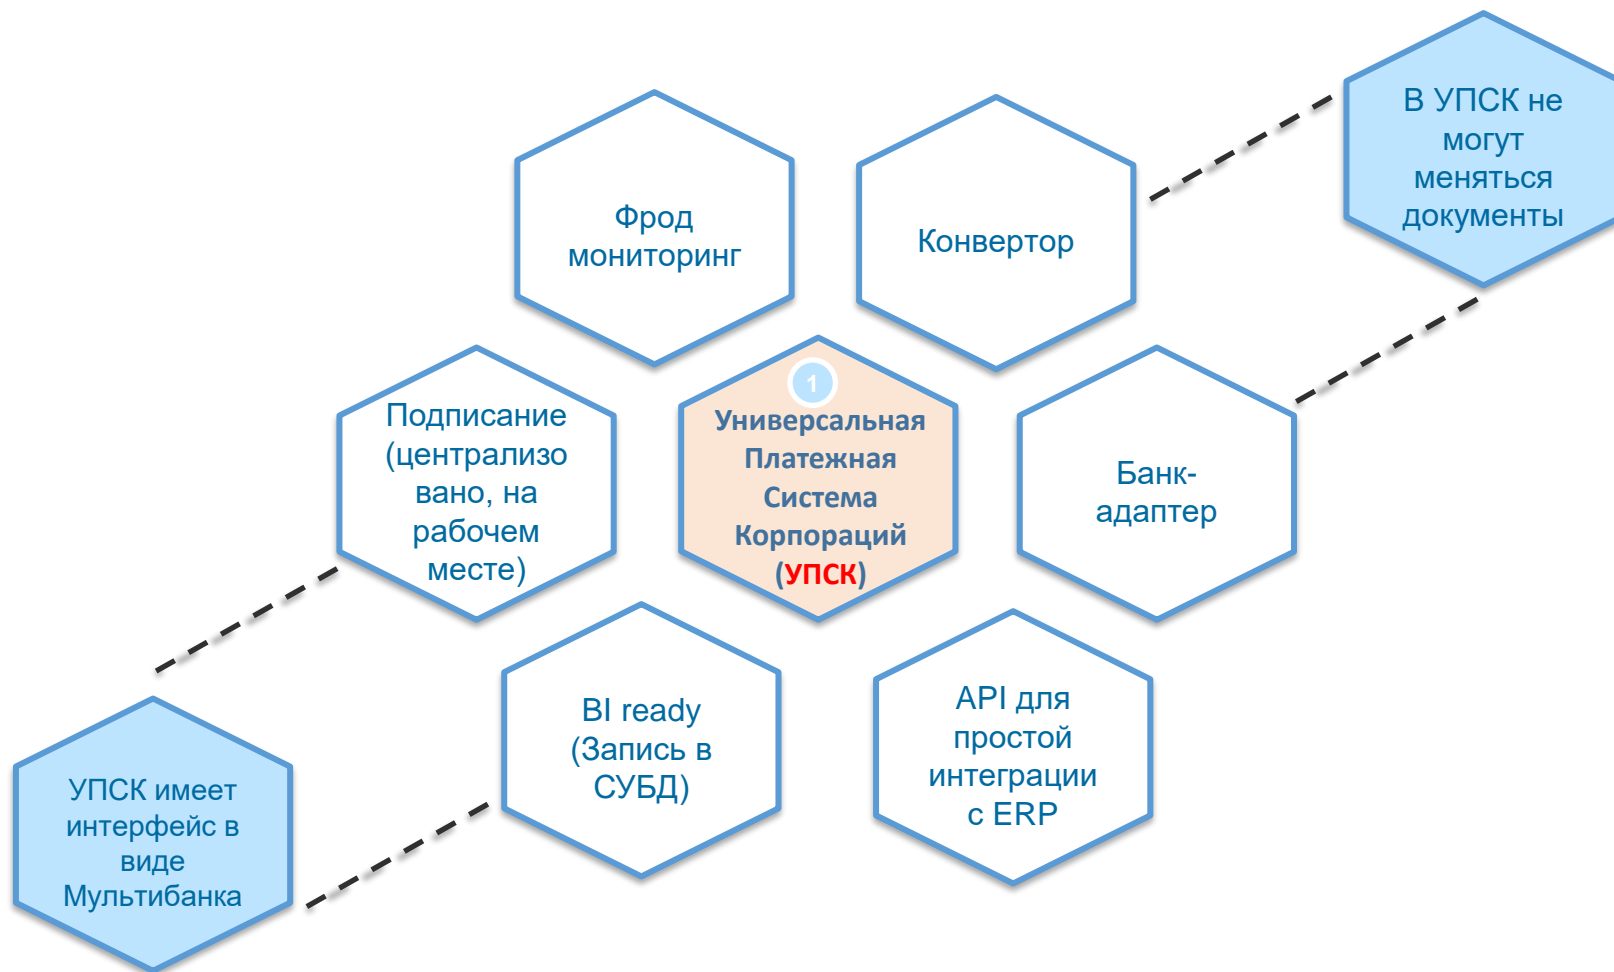 В УПСК не
могут
меняться
документы
Фрод
мониторинг
Конвертор
Подписание
(централизо
вано, на
рабочем
месте)
1
Универсальная
Платежная
Система
Корпораций
(УПСК)
Банк-
адаптер
BI ready
(Запись в
СУБД)
API для
простой
интеграции
с ERP
УПСК имеет
интерфейс в
виде
Мультибанка